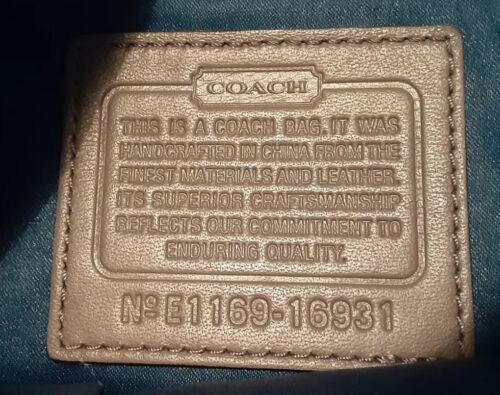 COACH
THIS IS A COACH BAG. IT WAS
HANDCRAFTED IN CHINA FROM THE
FINEST MATERIALS AND LEATHER.
ITS SUPERIOR CRAFTSMANSHIP
REFLECTS OUR COMMITMENT TO
ENDURING QUALITY.
Nº E1169-16931